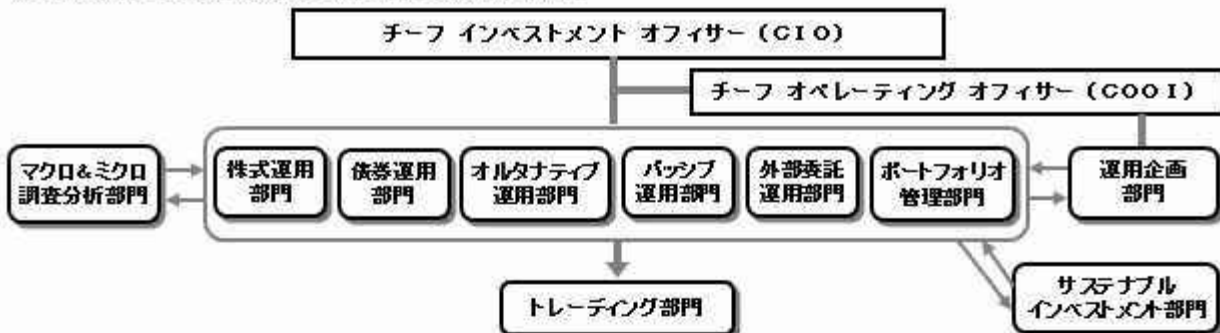 チーフ インベストメント オフィサー (CIO)
チーフ オペレーティング オフィサー (COO I)
マクロ&ミクロ
調査分析部門
株式運用
部門
債券運用
部門
オルタナティブ
運用部門
パッシブ
運用部門
外部委託
運用部門
ポートフォリオ
管理部門
運用企画
部門
トレーディング部門
サステナブル
インベストメント部門